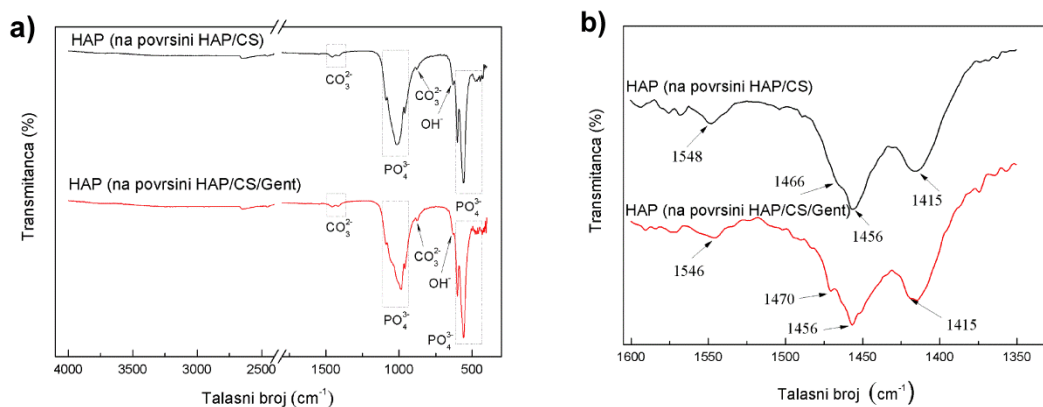 a)
HAP (na povrsini HAP/CS)
CO₃²⁻
PO₄³⁻
CO₃²⁻
OH⁻
PO₄³⁻
HAP (na povrsini HAP/CS/Gent)
CO₃²⁻
PO₄³⁻
CO₃²⁻
OH⁻
PO₄³⁻
Transmitanca (%)
4000 3500 3000 2500 1000 500
Talasni broj (cm⁻¹)
b)
HAP (na povrsini HAP/CS)
1548
1466
1456
1415
HAP (na povrsini HAP/CS/Gent)
1546
1470
1456
1415
Transmitanca (%)
1600 1550 1500 1450 1400 1350
Talasni broj (cm⁻¹)